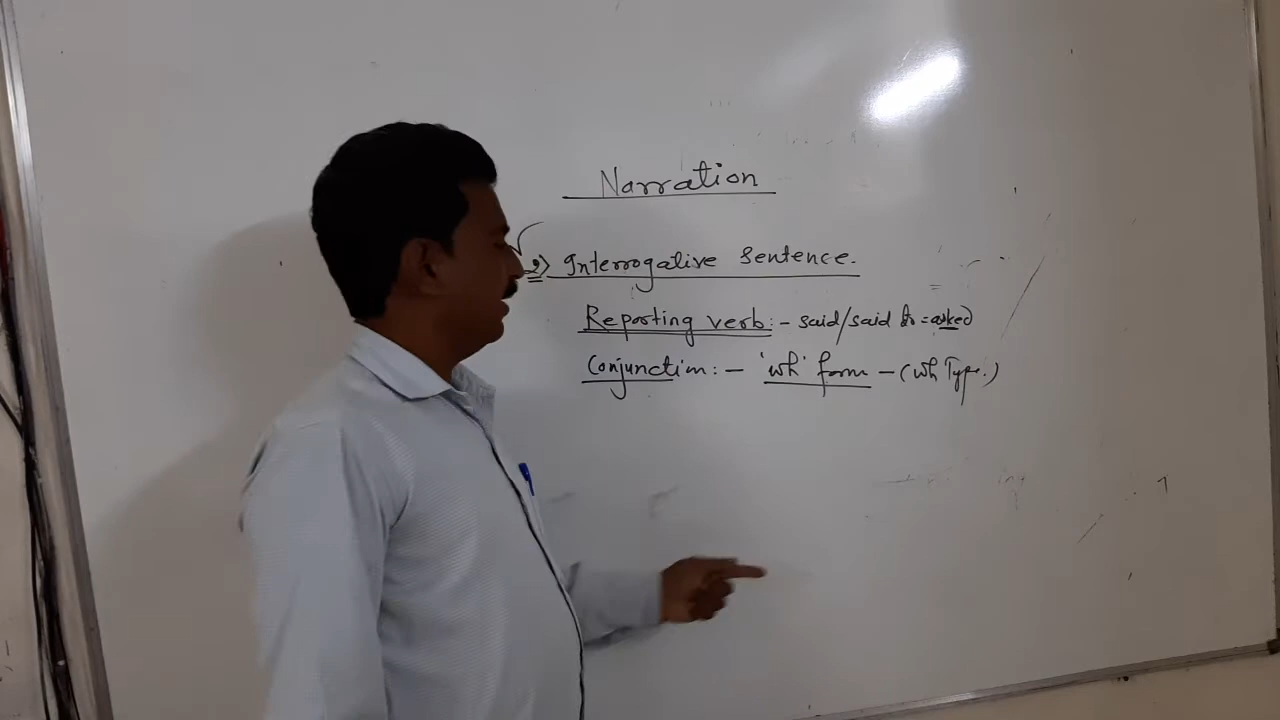 Narration
2) Interrogative Sentence.
Reporting verb:- said/said to = asked
Conjunction:- 'wh' form - (wh Type.)